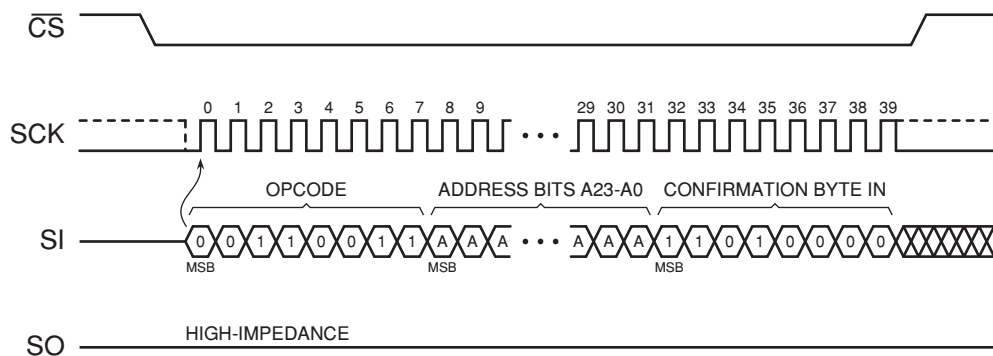 CS
SCK
0 1 2 3 4 5 6 7 8 9 29 30 31 32 33 34 35 36 37 38 39
OPCODE ADDRESS BITS A23-A0 CONFIRMATION BYTE IN
SI
0 0 1 1 0 0 1 1 A A A A A A 1 1 0 1 0 0 0 0
MSB MSB MSB
HIGH-IMPEDANCE
SO